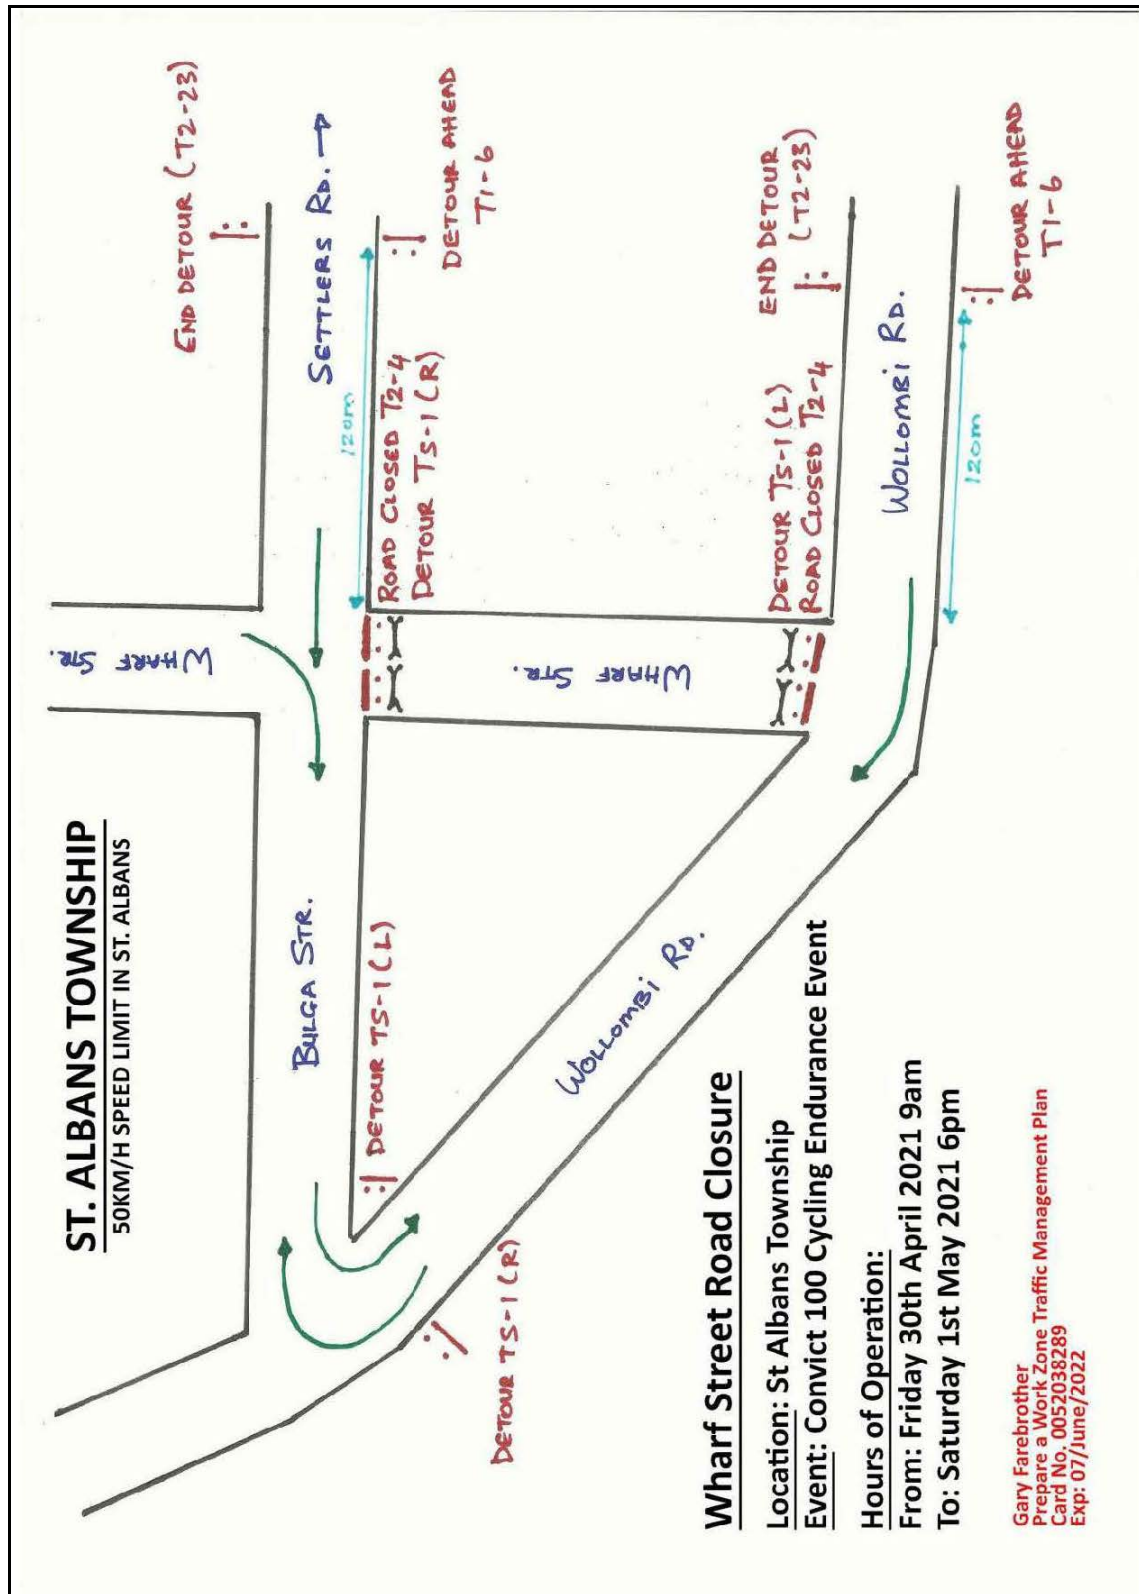 ST. ALBANS TOWNSHIP
50KM/H SPEED LIMIT IN ST. ALBANS
WHARF STR.
END DETOUR (T2-23)
BULGA STR.
SETTLERS RD. →
120m
DETOUR T5-1(L)
ROAD CLOSED T2-4
DETOUR T5-1(R)
DETOUR AHEAD
T1-6
DETOUR T5-1(R)
WHARF STR.
WOLLOMBI RD.
END DETOUR
(T2-23)
DETOUR T5-1(L)
ROAD CLOSED T2-4
WOLLOMBI RD.
120m
DETOUR AHEAD
T1-6
Wharf Street Road Closure
Location: St Albans Township
Event: Convict 100 Cycling Endurance Event
Hours of Operation:
From: Friday 30th April 2021 9am
To: Saturday 1st May 2021 6pm
Gary Farebrother
Prepare a Work Zone Traffic Management Plan
Card No. 0052038289
Exp: 07/June/2022